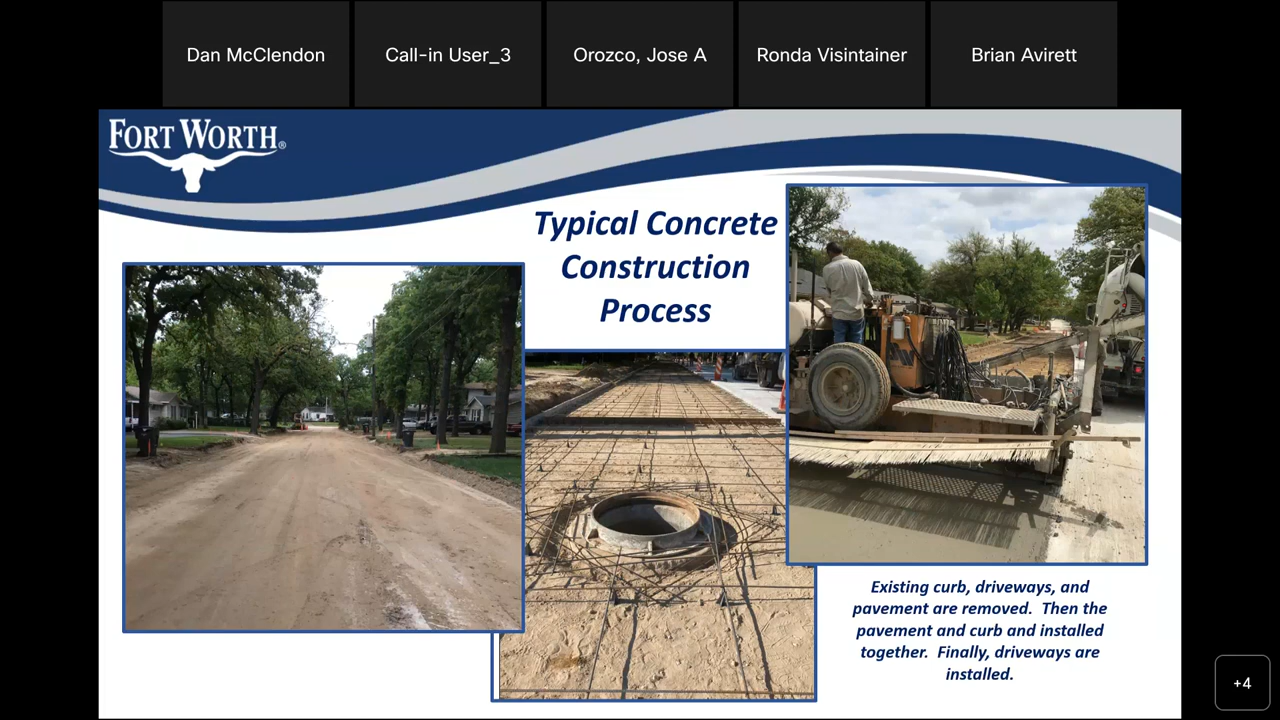 Dan McClendon
Call-in User_3
Orozco, Jose A
Ronda Visintainer
Brian Avirett
FORT WORTH®
Typical Concrete
Construction
Process
Existing curb, driveways, and
pavement are removed. Then the
pavement and curb and installed
together. Finally, driveways are
installed.
+4